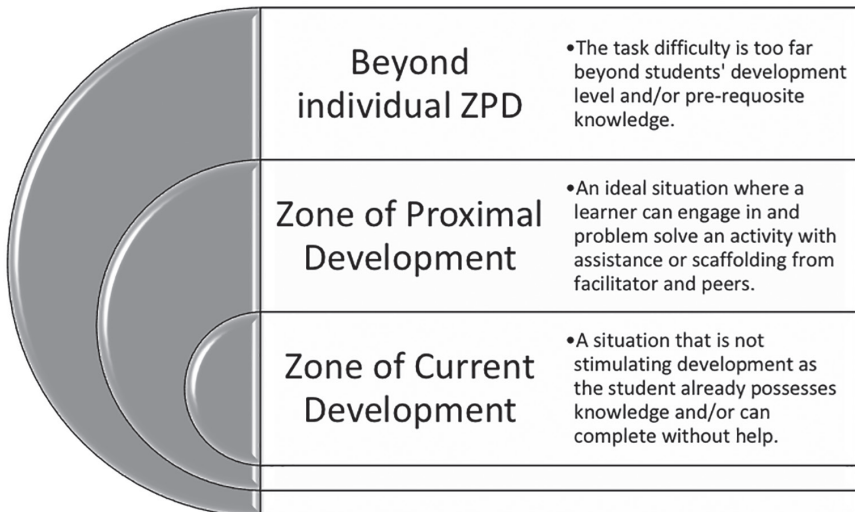 Beyond
individual ZPD
•The task difficulty is too far
beyond students' development
level and/or pre-requosite
knowledge.
Zone of Proximal
Development
•An ideal situation where a
learner can engage in and
problem solve an activity with
assistance or scaffolding from
facilitator and peers.
Zone of Current
Development
•A situation that is not
stimulating development as
the student already possesses
knowledge and/or can
complete without help.